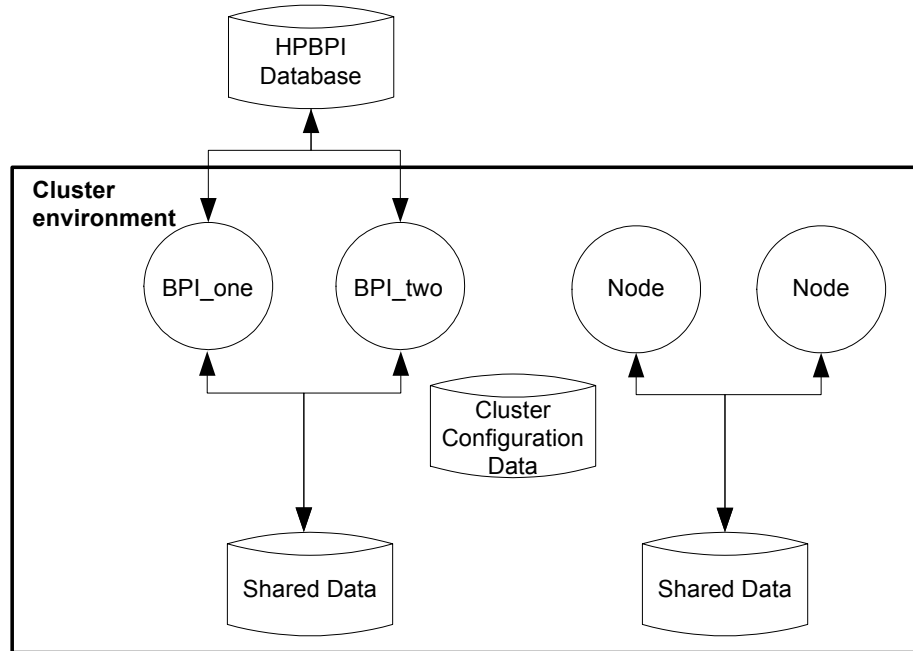 HPBPI
Database
Cluster
environment
BPI_one
BPI_two
Node
Node
Cluster
Configuration
Data
Shared Data
Shared Data